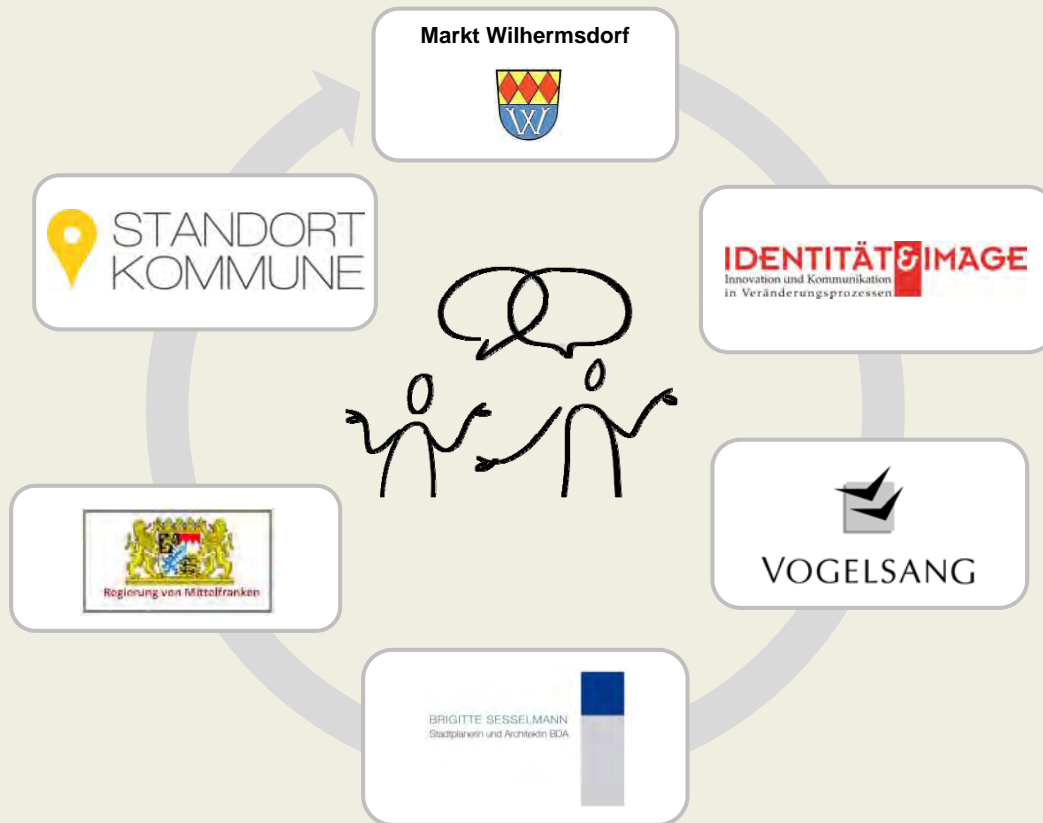 Markt Wilhermsdorf
W
STANDORT
KOMMUNE
IDENTITÄT & IMAGE
Innovation und Kommunikation
in Veränderungsprozessen
VOGELSANG
Regierung von Mittelfranken
BRIGITTE SESSELMANN
Stadtplanerin und Architektin BDA